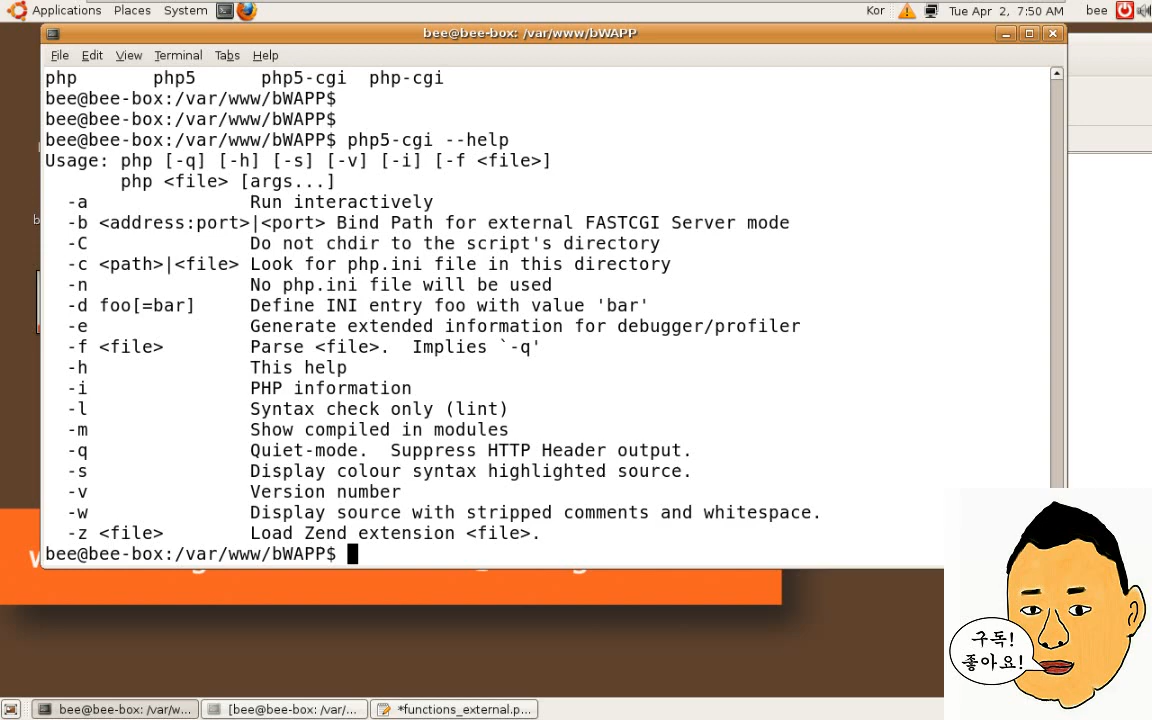 Applications Places System Kor Tue Apr 2, 7:50 AM bee
bee@bee-box: /var/www/bWAPP
File Edit View Terminal Tabs Help
php php5 php5-cgi php-cgi
bee@bee-box:/var/www/bWAPP$
bee@bee-box:/var/www/bWAPP$
bee@bee-box:/var/www/bWAPP$ php5-cgi --help
Usage: php [-q] [-h] [-s] [-v] [-i] [-f <file>]
php <file> [args...]
-a Run interactively
-b <address:port>|<port> Bind Path for external FASTCGI Server mode
-C Do not chdir to the script's directory
-c <path>|<file> Look for php.ini file in this directory
-n No php.ini file will be used
-d foo[=bar] Define INI entry foo with value 'bar'
-e Generate extended information for debugger/profiler
-f <file> Parse <file>. Implies `-q'
-h This help
-i PHP information
-l Syntax check only (lint)
-m Show compiled in modules
-q Quiet-mode. Suppress HTTP Header output.
-s Display colour syntax highlighted source.
-v Version number
-w Display source with stripped comments and whitespace.
-z <file> Load Zend extension <file>.
bee@bee-box:/var/www/bWAPP$
구독!
좋아요!
bee@bee-box: /var/w... [bee@bee-box: /var/... *functions_external.p...